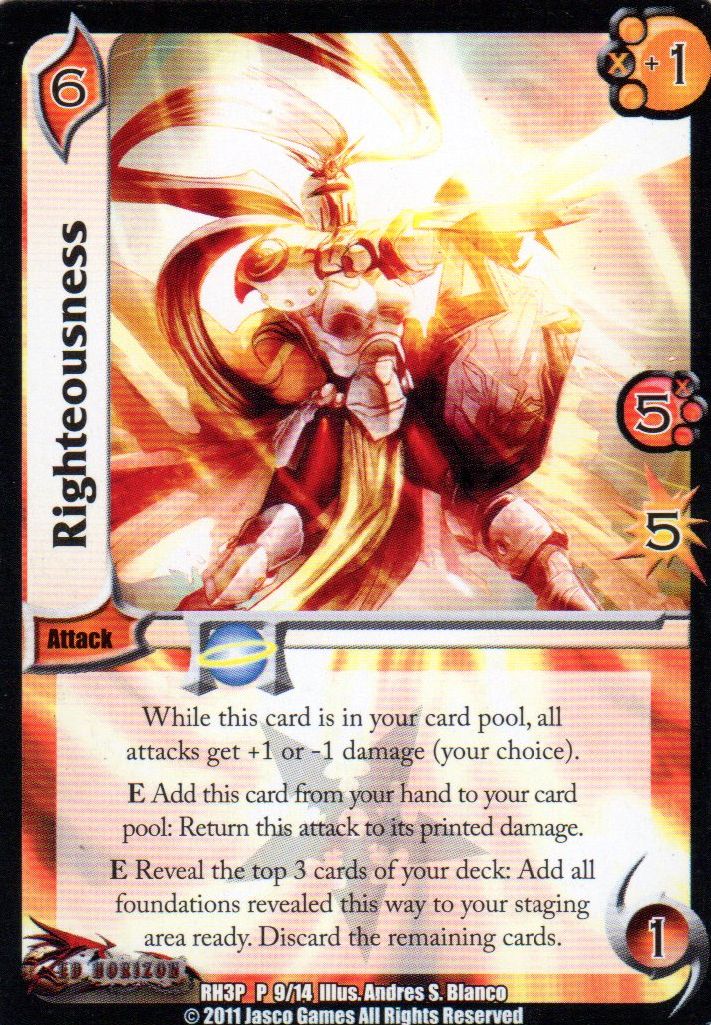 6
X + 1
Righteousness
X
5
5
Attack
While this card is in your card pool, all
attacks get +1 or -1 damage (your choice).
E Add this card from your hand to your card
pool: Return this attack to its printed damage.
E Reveal the top 3 cards of your deck: Add all
foundations revealed this way to your staging
area ready. Discard the remaining cards.
1
RED HORIZON
RH3P P 9/14 Illus. Andres S. Blanco
© 2011 Jasco Games All Rights Reserved